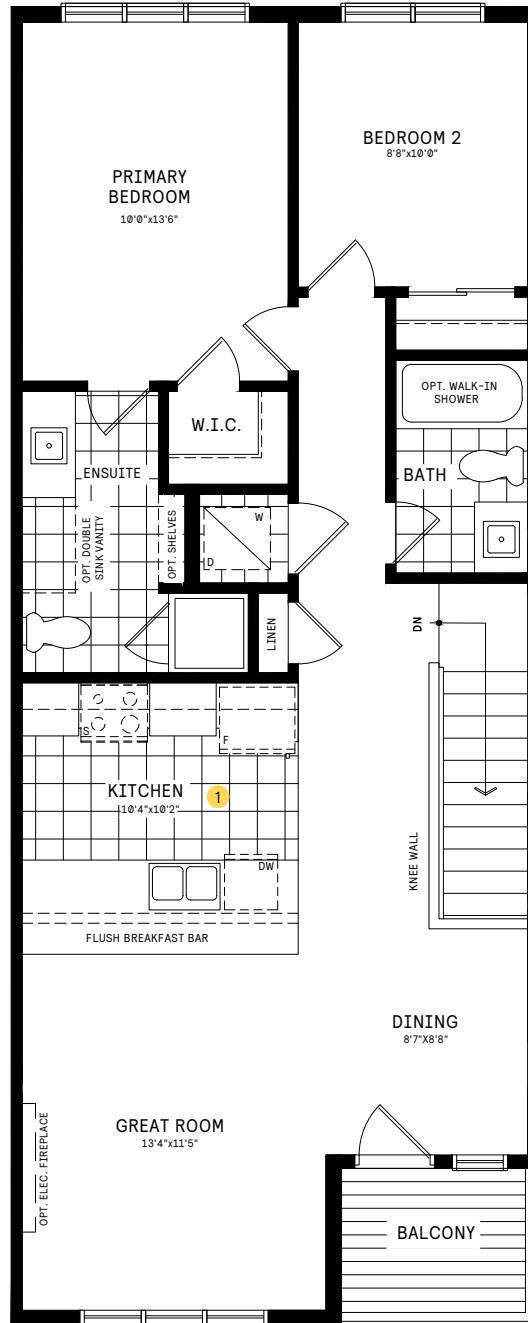 PRIMARY
BEDROOM
10'0"x13'6"
BEDROOM 2
8'8"x10'0"
OPT. WALK-IN
SHOWER
W.I.C.
BATH
ENSUITE
OPT. DOUBLE
SINK VANITY
OPT. SHELVES
W
D
LINEN
DN
S
F
KITCHEN
10'4"x10'2"
1
DW
KNEE WALL
FLUSH BREAKFAST BAR
DINING
8'7"X8'8"
GREAT ROOM
13'4"x11'5"
OPT. ELEC. FIREPLACE
BALCONY